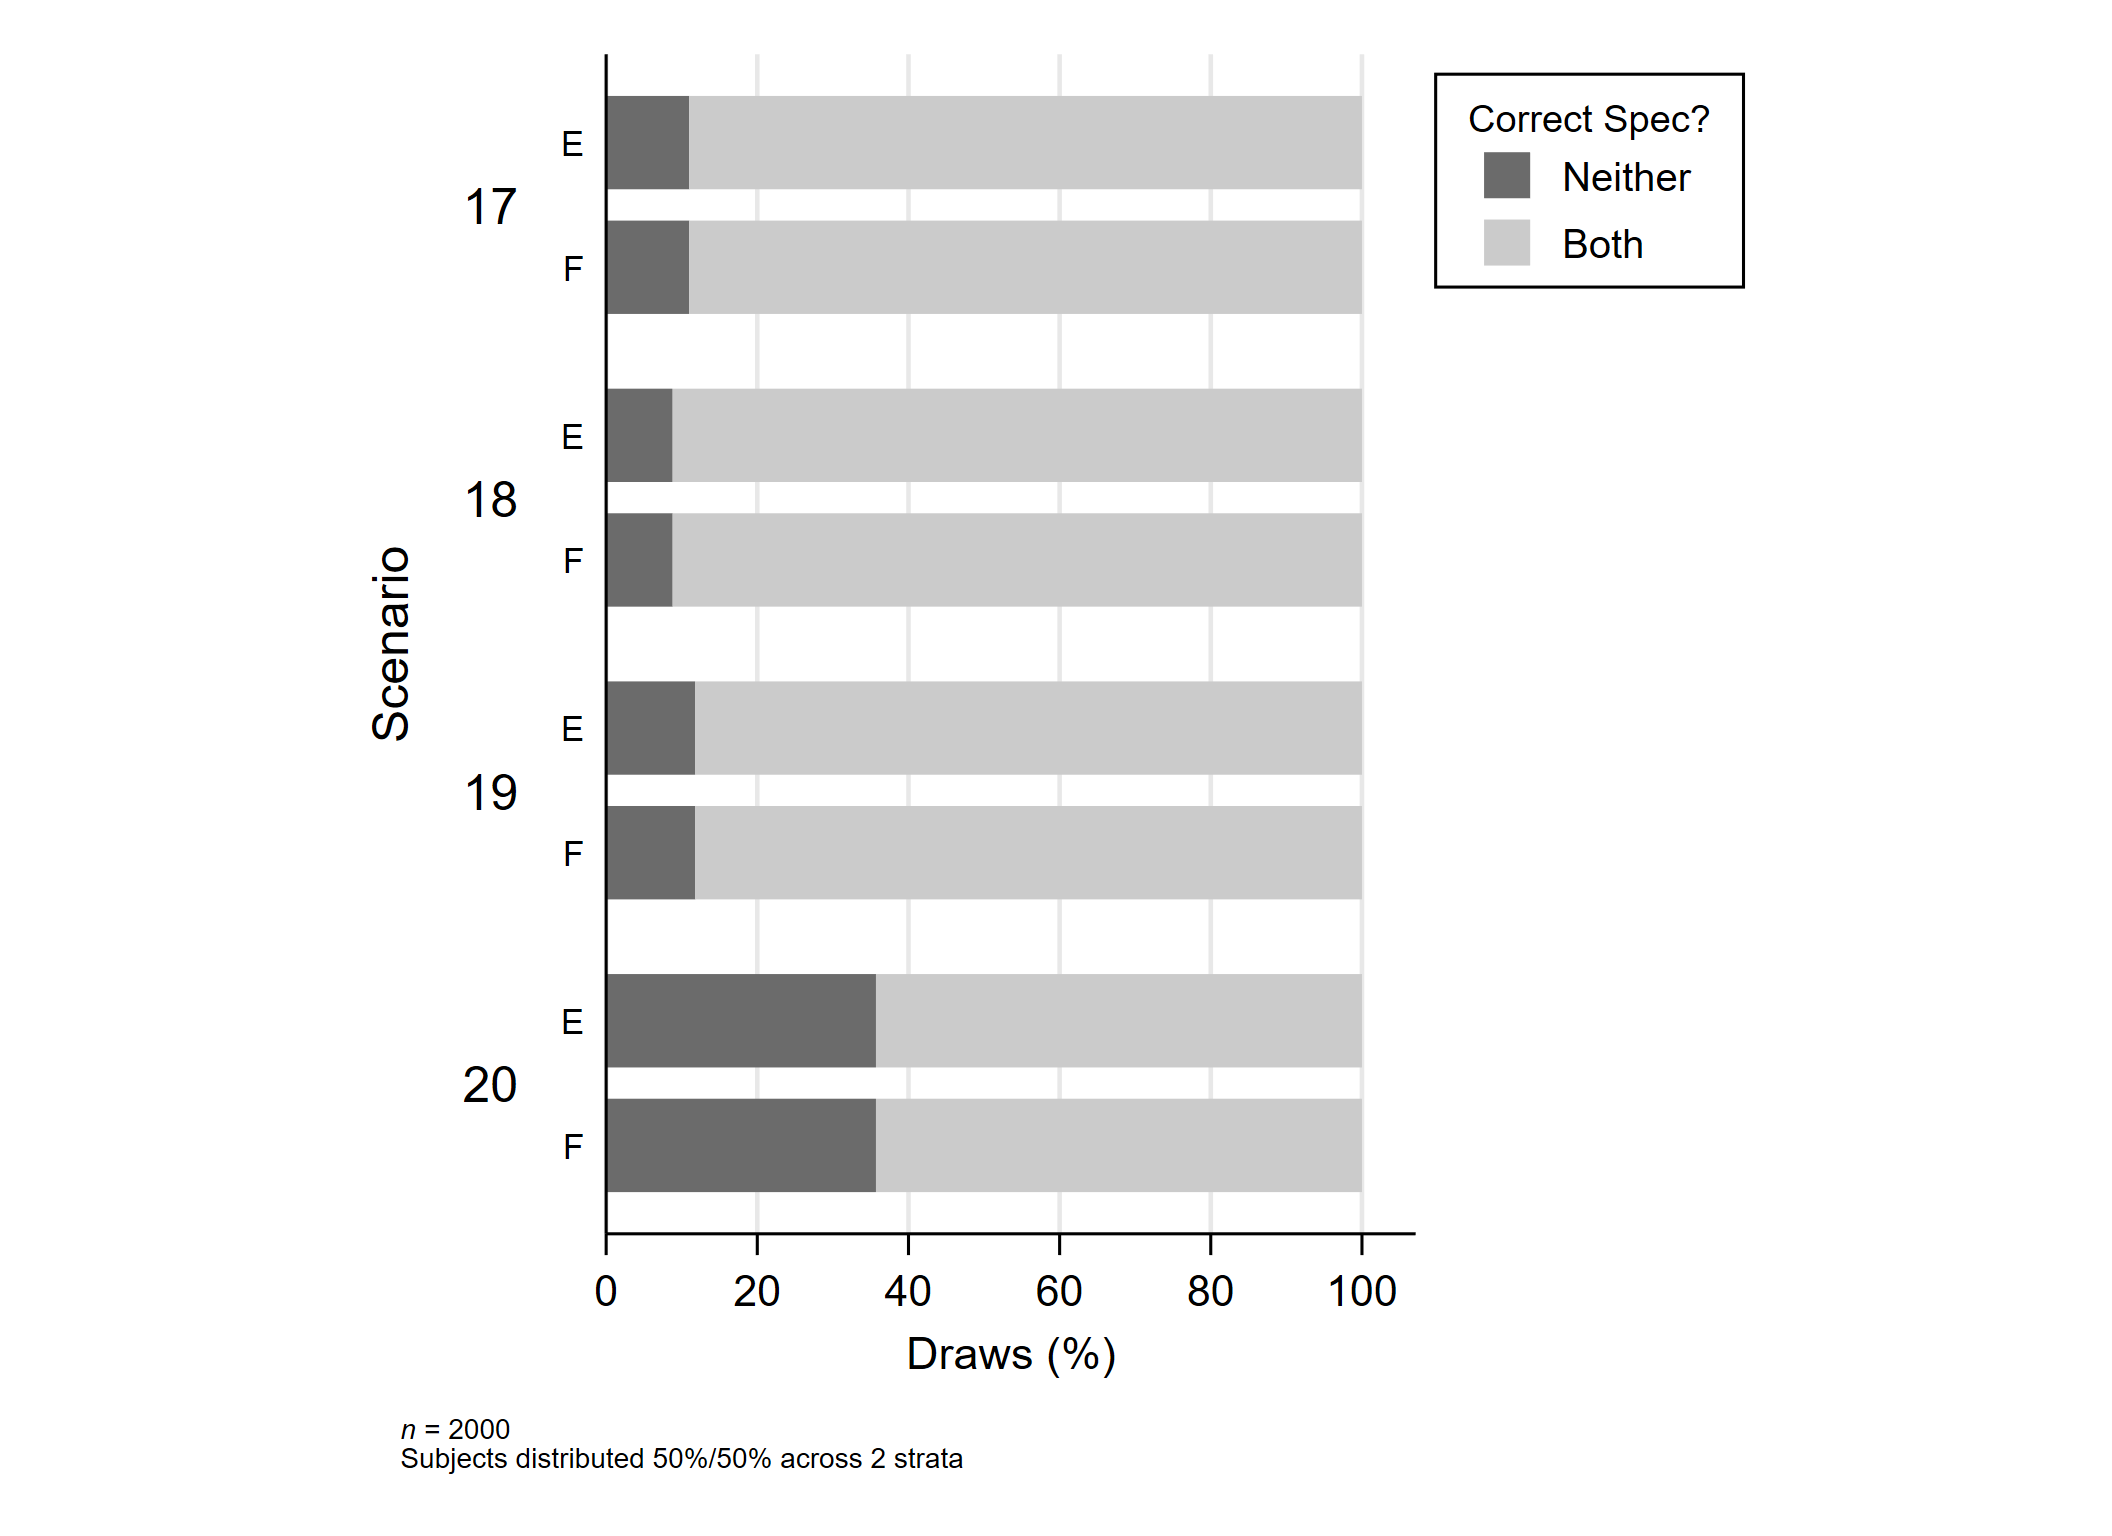 Correct Spec?
Neither
Both
Scenario
17
E
F
18
E
F
19
E
F
20
E
F
0 20 40 60 80 100
Draws (%)
n = 2000
Subjects distributed 50%/50% across 2 strata